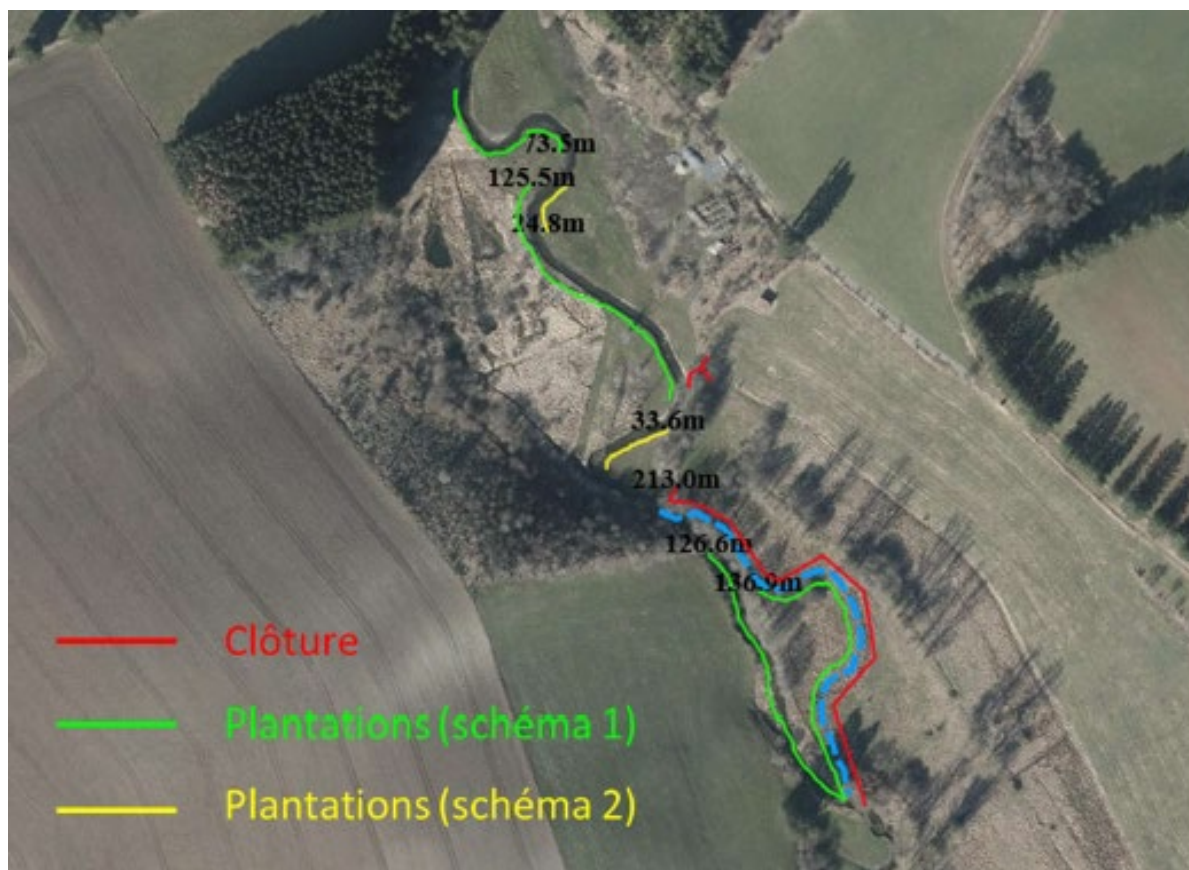 73.5m
125.5m
24.8m
33.6m
213.0m
126.6m
136.9m
Clôture
Plantations (schéma 1)
Plantations (schéma 2)